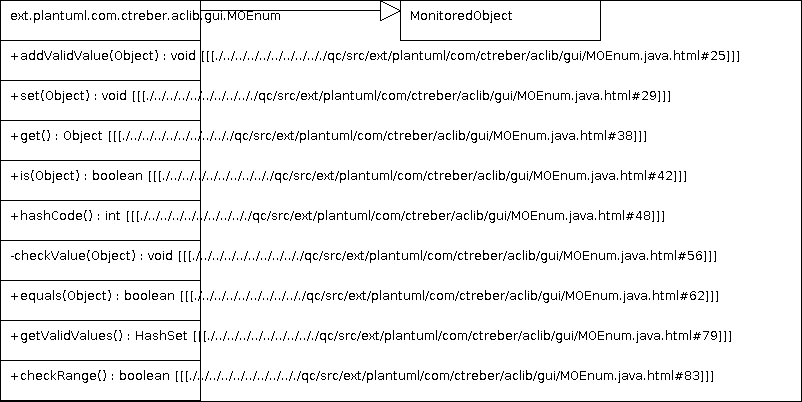 ext.plantuml.com.ctreber.aclib.gui.MOEnum
MonitoredObject
+addValidValue(Object) : void [[[./../../../../../../../.././qc/src/ext/plantuml/com/ctreber/aclib/gui/MOEnum.java.html#25]]]
+set(Object) : void [[[./../../../../../../../.././qc/src/ext/plantuml/com/ctreber/aclib/gui/MOEnum.java.html#29]]]
+get() : Object [[[./../../../../../../../.././qc/src/ext/plantuml/com/ctreber/aclib/gui/MOEnum.java.html#38]]]
+is(Object) : boolean [[[./../../../../../../../.././qc/src/ext/plantuml/com/ctreber/aclib/gui/MOEnum.java.html#42]]]
+hashCode() : int [[[./../../../../../../../.././qc/src/ext/plantuml/com/ctreber/aclib/gui/MOEnum.java.html#48]]]
-checkValue(Object) : void [[[./../../../../../../../.././qc/src/ext/plantuml/com/ctreber/aclib/gui/MOEnum.java.html#56]]]
+equals(Object) : boolean [[[./../../../../../../../.././qc/src/ext/plantuml/com/ctreber/aclib/gui/MOEnum.java.html#62]]]
+getValidValues() : HashSet [[[./../../../../../../../.././qc/src/ext/plantuml/com/ctreber/aclib/gui/MOEnum.java.html#79]]]
+checkRange() : boolean [[[./../../../../../../../.././qc/src/ext/plantuml/com/ctreber/aclib/gui/MOEnum.java.html#83]]]